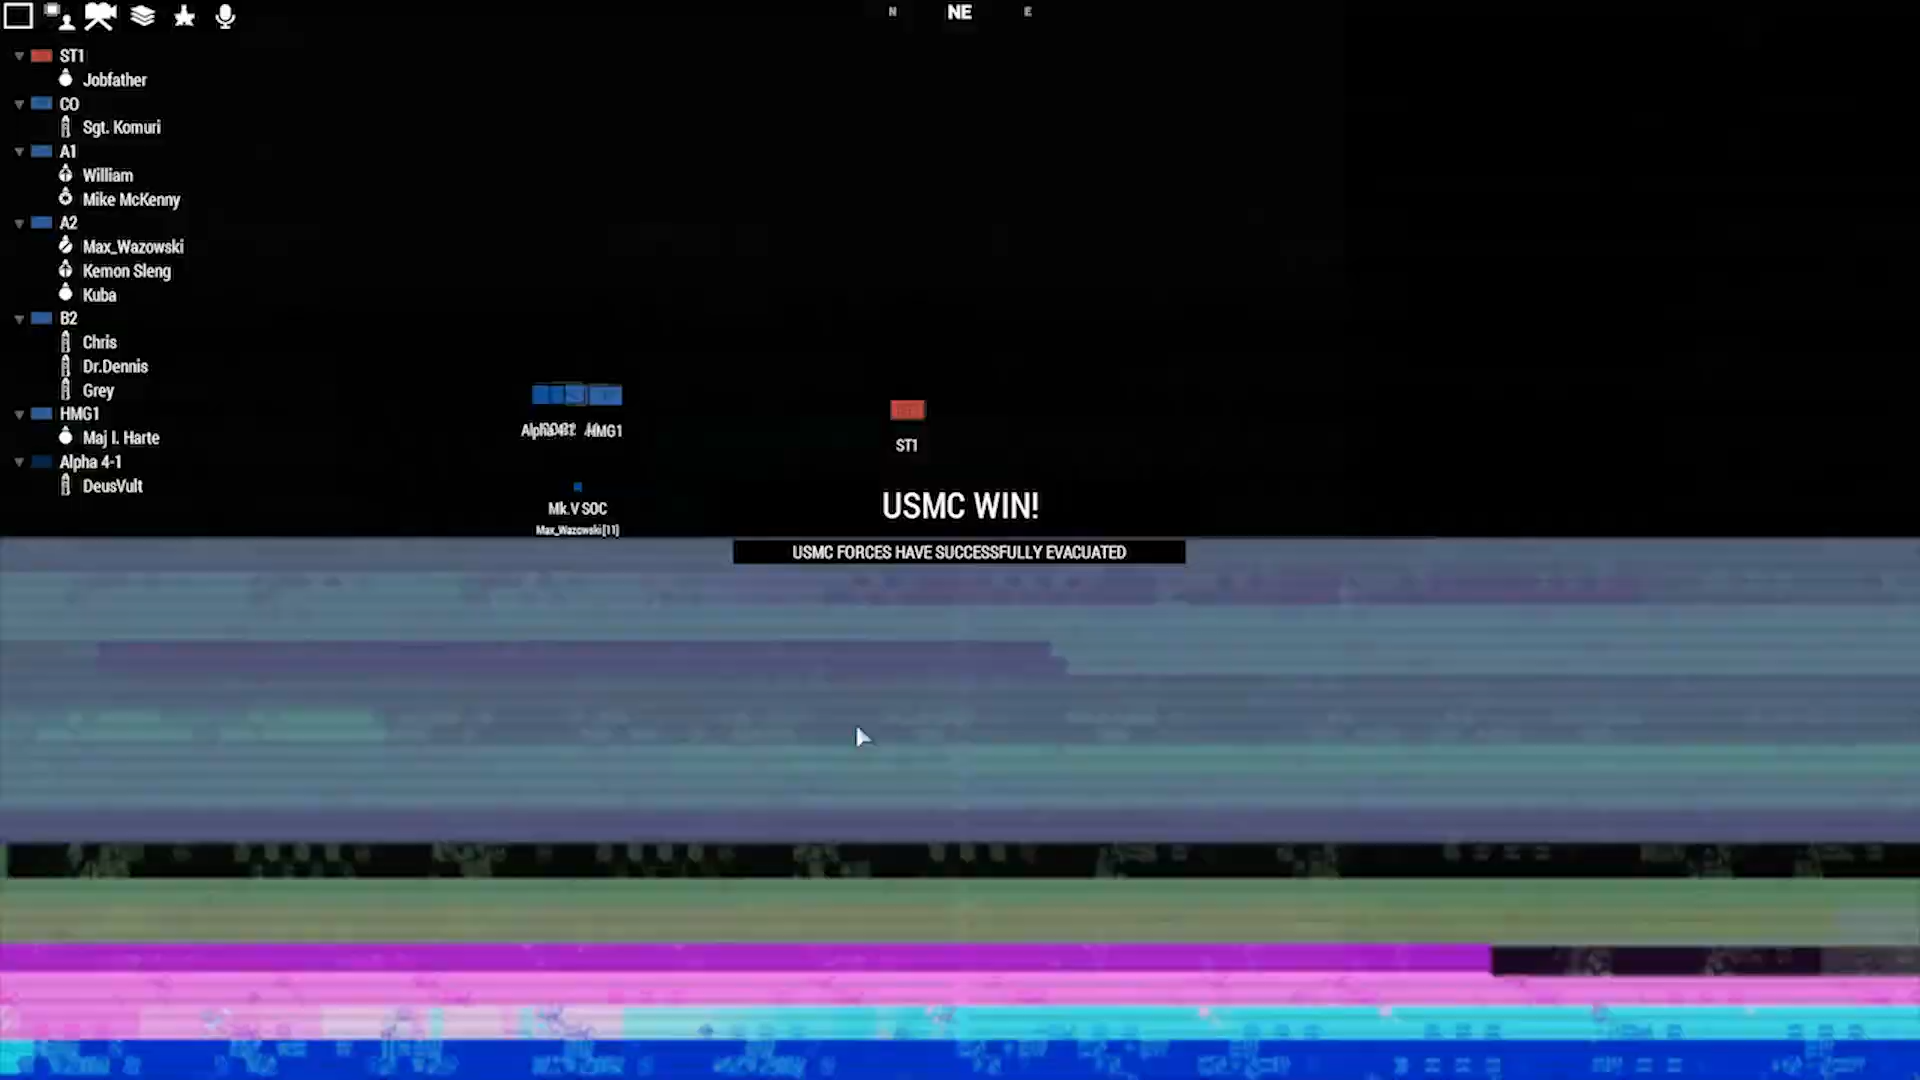 N NE E
ST1
Jobfather
CO
Sgt. Komuri
A1
William
Mike McKenny
A2
Max_Wazowski
Kemon Sleng
Kuba
B2
Chris
Dr.Dennis
Grey
HMG1
Maj I. Harte
Alpha 4-1
DeusVult
HMG1
ST1
Mk.V SOC
Max_Wazowski[11]
USMC WIN!
USMC FORCES HAVE SUCCESSFULLY EVACUATED